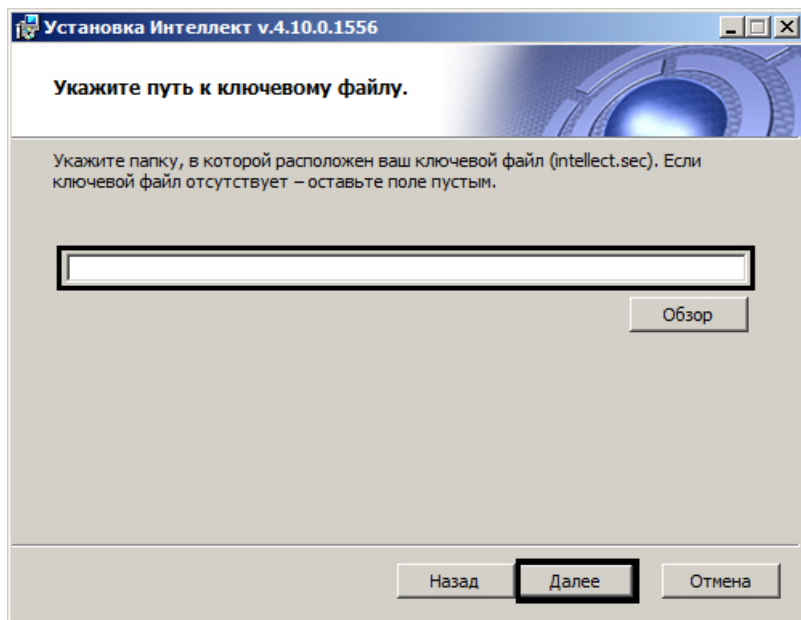 Установка Интеллект v.4.10.0.1556
Укажите путь к ключевому файлу.
Укажите папку, в которой расположен ваш ключевой файл (intellect.sec). Если
ключевой файл отсутствует – оставьте поле пустым.
Обзор
Назад
Далее
Отмена